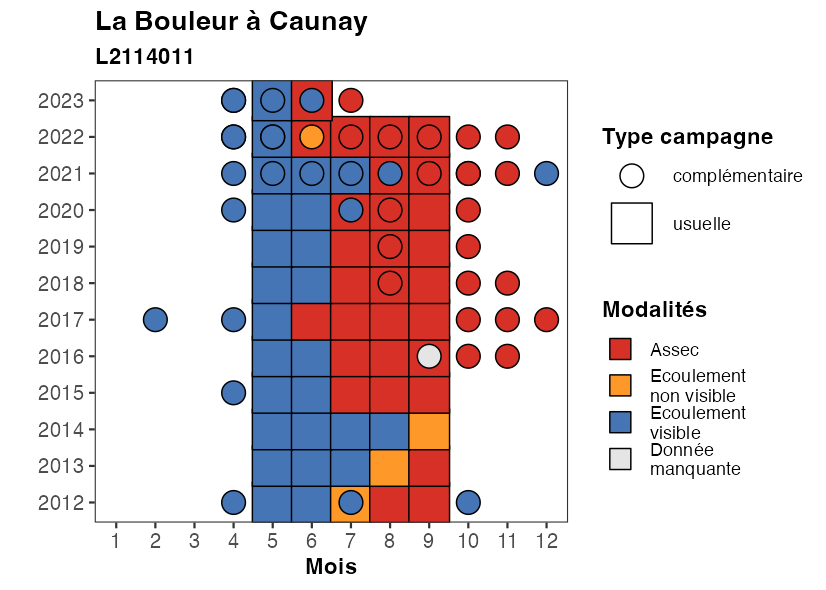 La Bouleur à Caunay
L2114011
2023
2022
2021
2020
2019
2018
2017
2016
2015
2014
2013
2012
1 2 3 4 5 6 7 8 9 10 11 12
Mois
Type campagne
complémentaire
usuelle
Modalités
Assec
Ecoulement
non visible
Ecoulement
visible
Donnée
manquante